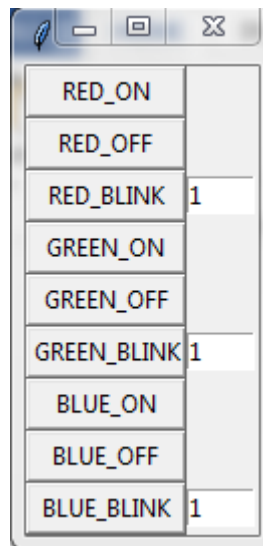 RED_ON
RED_OFF
RED_BLINK 1
GREEN_ON
GREEN_OFF
GREEN_BLINK 1
BLUE_ON
BLUE_OFF
BLUE_BLINK 1